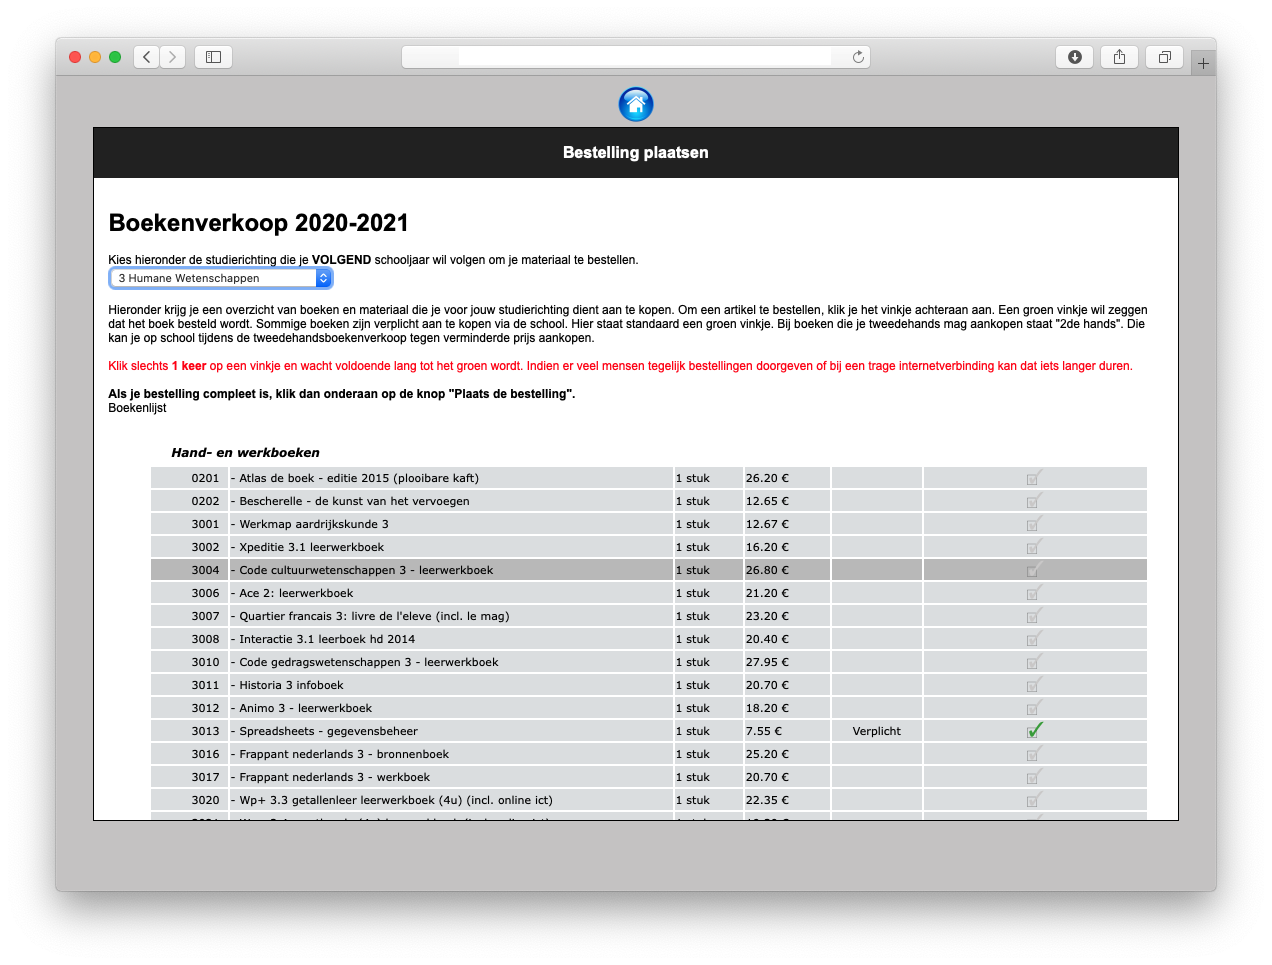 Bestelling plaatsen
Boekenverkoop 2020-2021
Kies hieronder de studierichting die je VOLGEND schooljaar wil volgen om je materiaal te bestellen.
3 Humane Wetenschappen
Hieronder krijg je een overzicht van boeken en materiaal die je voor jouw studierichting dient aan te kopen. Om een artikel te bestellen, klik je het vinkje achteraan aan. Een groen vinkje wil zeggen
dat het boek besteld wordt. Sommige boeken zijn verplicht aan te kopen via de school. Hier staat standaard een groen vinkje. Bij boeken die je tweedehands mag aankopen staat "2de hands". Die
kan je op school tijdens de tweedehandsboekenverkoop tegen verminderde prijs aankopen.
Klik slechts 1 keer op een vinkje en wacht voldoende lang tot het groen wordt. Indien er veel mensen tegelijk bestellingen doorgeven of bij een trage internetverbinding kan dat iets langer duren.
Als je bestelling compleet is, klik dan onderaan op de knop "Plaats de bestelling".
Boekenlijst
Hand- en werkboeken
0201 - Atlas de boek - editie 2015 (plooibare kaft) 1 stuk 26.20 €
0202 - Bescherelle - de kunst van het vervoegen 1 stuk 12.65 €
3001 - Werkmap aardrijkskunde 3 1 stuk 12.67 €
3002 - Xpeditie 3.1 leerwerkboek 1 stuk 16.20 €
3004 - Code cultuurwetenschappen 3 - leerwerkboek 1 stuk 26.80 €
3006 - Ace 2: leerwerkboek 1 stuk 21.20 €
3007 - Quartier francais 3: livre de l'eleve (incl. le mag) 1 stuk 23.20 €
3008 - Interactie 3.1 leerboek hd 2014 1 stuk 20.40 €
3010 - Code gedragswetenschappen 3 - leerwerkboek 1 stuk 27.95 €
3011 - Historia 3 infoboek 1 stuk 20.70 €
3012 - Animo 3 - leerwerkboek 1 stuk 18.20 €
3013 - Spreadsheets - gegevensbeheer 1 stuk 7.55 € Verplicht
3016 - Frappant nederlands 3 - bronnenboek 1 stuk 25.20 €
3017 - Frappant nederlands 3 - werkboek 1 stuk 20.70 €
3020 - Wp+ 3.3 getallenleer leerwerkboek (4u) (incl. online ict) 1 stuk 22.35 €